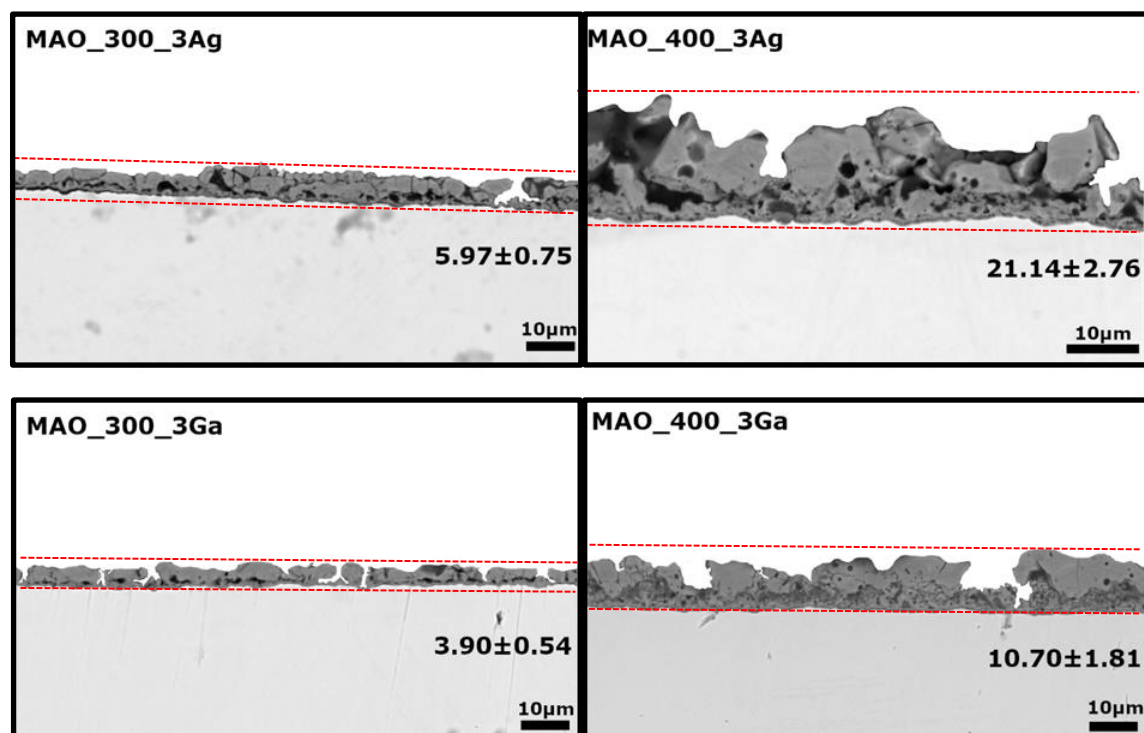 MAO_300_3Ag
5.97±0.75
10µm
MAO_400_3Ag
21.14±2.76
10µm
MAO_300_3Ga
3.90±0.54
10µm
MAO_400_3Ga
10.70±1.81
10µm